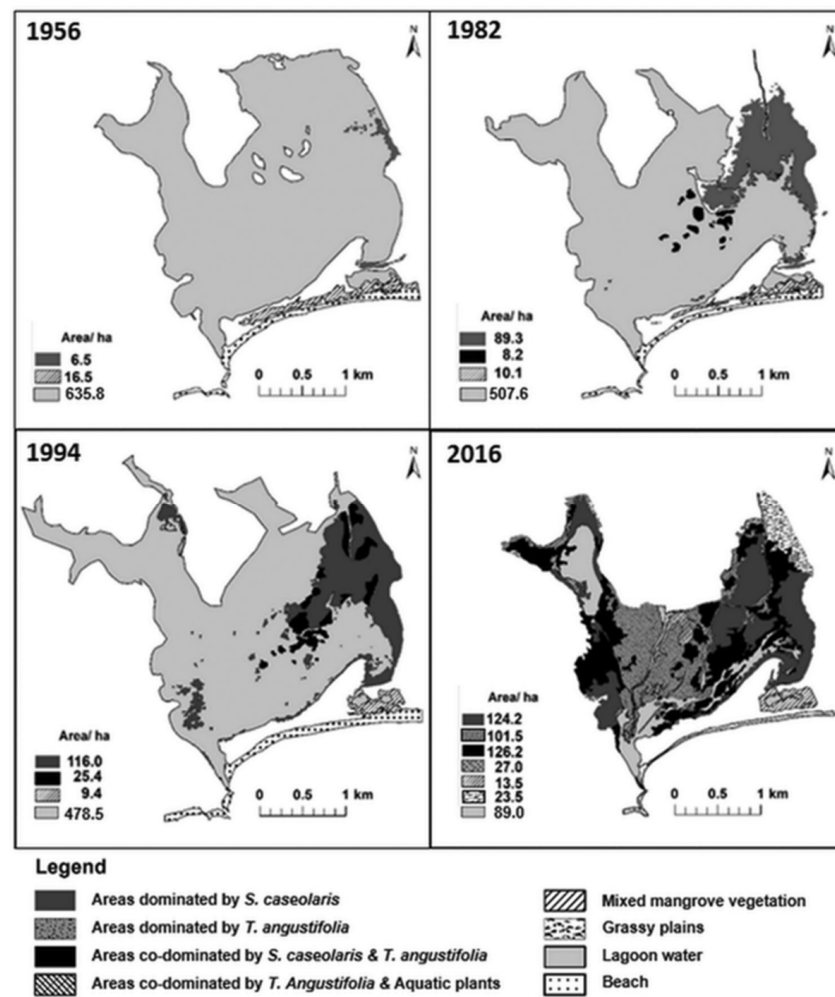 1956
N
Area/ ha
6.5
16.5
635.8
0 0.5 1 km
1982
N
Area/ ha
89.3
8.2
10.1
507.6
0 0.5 1 km
1994
N
Area/ ha
116.0
25.4
9.4
478.5
0 0.5 1 km
2016
N
Area/ ha
124.2
101.5
126.2
27.0
13.5
23.5
89.0
0 0.5 1 km
Legend
Areas dominated by S. caseolaris
Areas dominated by T. angustifolia
Areas co-dominated by S. caseolaris & T. angustifolia
Areas co-dominated by T. Angustifolia & Aquatic plants
Mixed mangrove vegetation
Grassy plains
Lagoon water
Beach